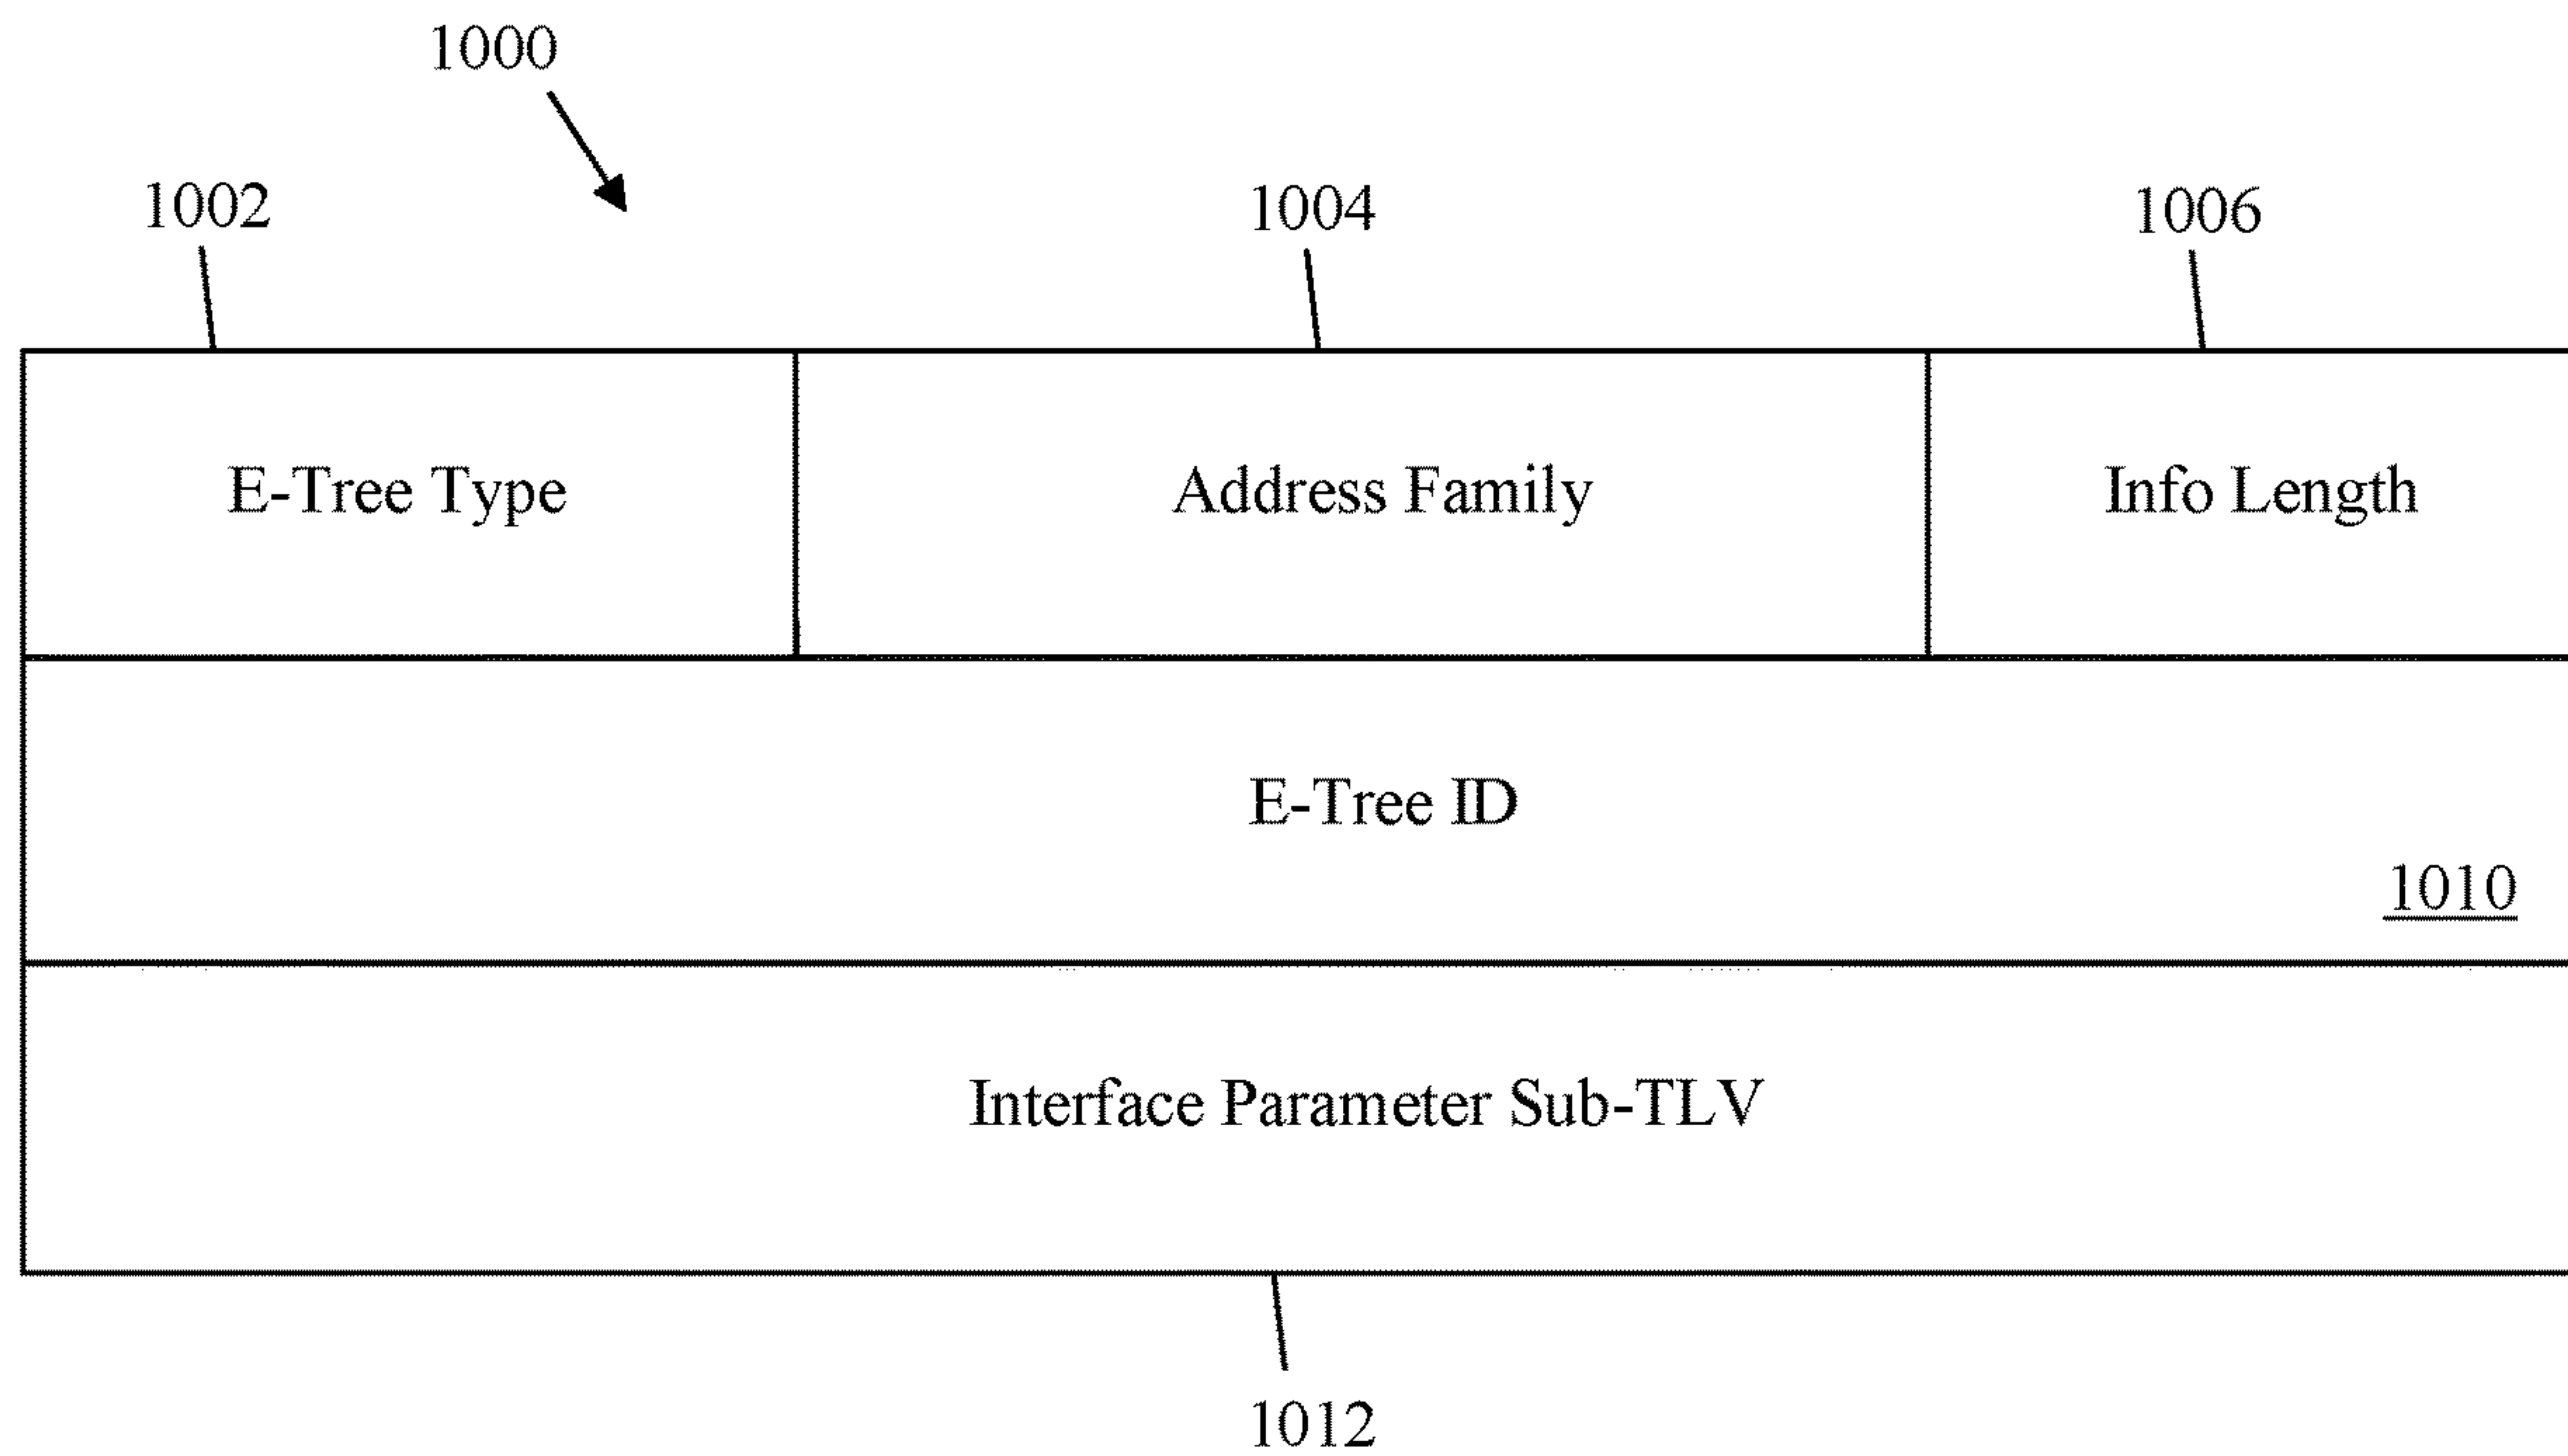 1000
1002
1004
1006
E-Tree Type
Address Family
Info Length
E-Tree ID
1010
Interface Parameter Sub-TLV
1012